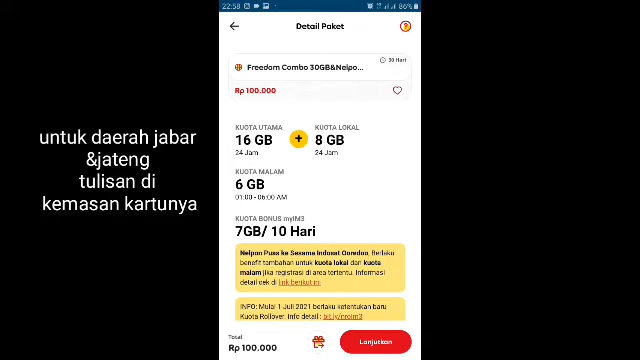 22:58
86%
Detail Paket
30 Hari
Freedom Combo 30GB&Nelpo...
Rp 100.000
untuk daerah jabar
&jateng
tulisan di
kemasan kartunya
KUOTA UTAMA
16 GB
24 Jam
+
KUOTA LOKAL
8 GB
24 Jam
KUOTA MALAM
6 GB
01:00 - 06:00 AM
KUOTA BONUS myIM3
7GB/ 10 Hari
Nelpon Puas ke Sesama Indosat Ooredoo, Berlaku
benefit tambahan untuk kuota lokal dan kuota
malam jika registrasi di area tertentu. Informasi
detail cek di link berikut ini
INFO: Mulai 1 Juli 2021 berlaku ketentuan baru
Kuota Rollover. Info detail : bit.ly/nroim3
Total
Rp 100.000
Lanjutkan